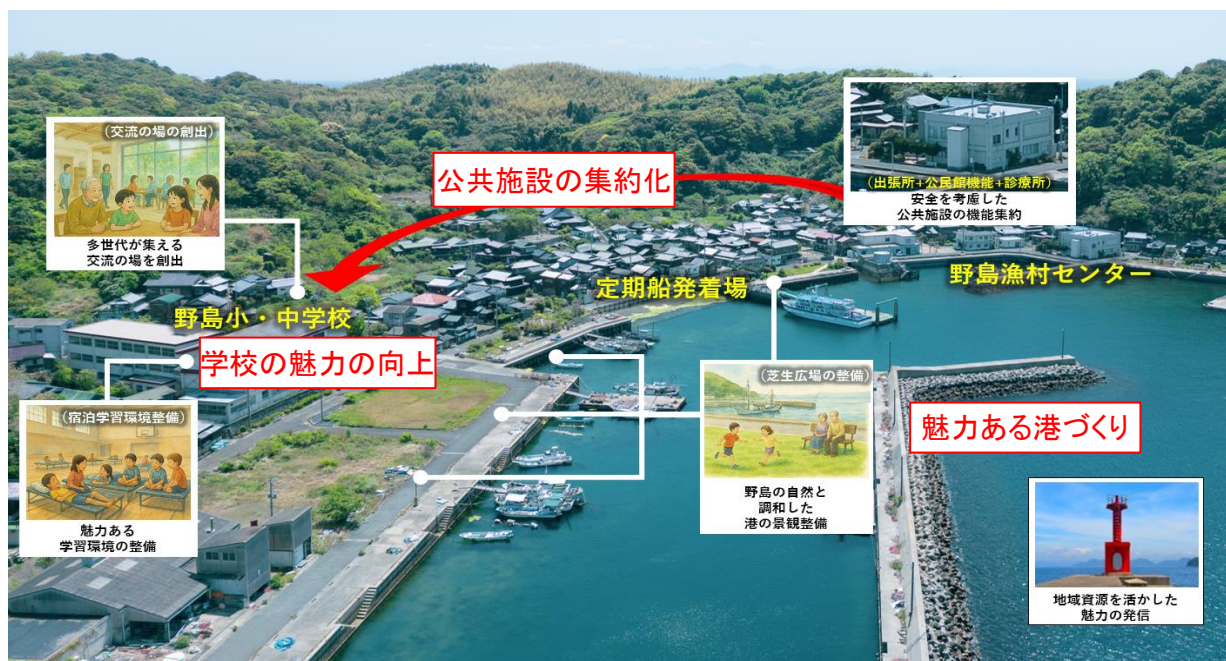 (交流の場の創出)
多世代が集える
交流の場を創出
公共施設の集約化
(出張所+公民館機能+診療所)
安全を考慮した
公共施設の機能集約
野島小・中学校
定期船発着場
野島漁村センター
学校の魅力の向上
(宿泊学習環境整備)
魅力ある
学習環境の整備
(芝生広場の整備)
野島の自然と
調和した
港の景観整備
魅力ある港づくり
地域資源を活かした
魅力の発信